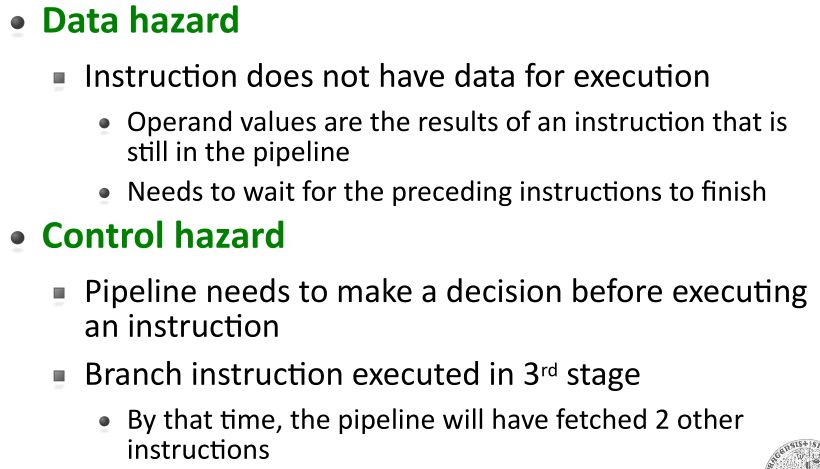 Data hazard
Instruction does not have data for execution
Operand values are the results of an instruction that is
still in the pipeline
Needs to wait for the preceding instructions to finish
Control hazard
Pipeline needs to make a decision before executing
an instruction
Branch instruction executed in 3rd stage
By that time, the pipeline will have fetched 2 other
instructions